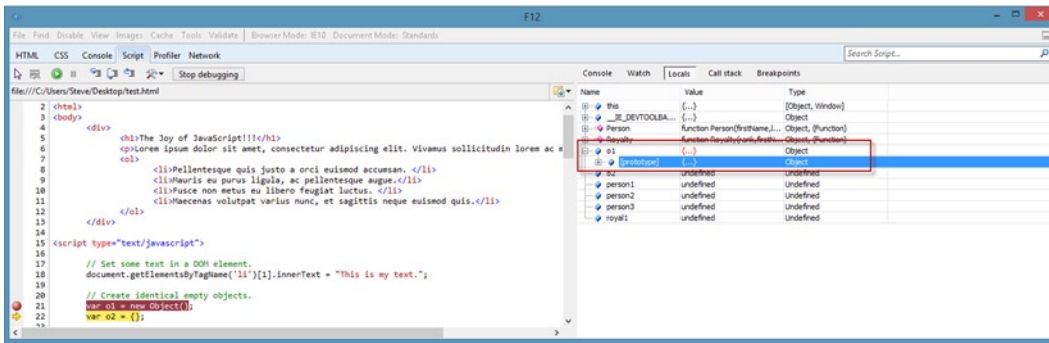 F12
File Find Disable View Images Cache Tools Validate Browser Mode: IE10 Document Mode: Standards
HTML CSS Console Script Profiler Network
Search Script...
Stop debugging
Console Watch Locals Call stack Breakpoints
file:///C:/Users/Steve/Desktop/test.html
2 <html>
3 <body>
4 <div>
5 <h1>The Joy of JavaScript!!!</h1>
6 <p>Lorem ipsum dolor sit amet, consectetur adipiscing elit. Vivamus sollicitudin lorem ac
7 <ol>
8 <li>Pellentesque quis justo a orci euismod accumsan. </li>
9 <li>Mauris eu purus ligula, ac pellentesque augue.</li>
10 <li>Fusce non metus eu libero feugiat luctus. </li>
11 <li>Maecenas volutpat varius nunc, et sagittis neque euismod quis.</li>
12 </ol>
13 </div>
14
15 <script type="text/javascript">
16
17 // Set some text in a DOM element.
18 document.getElementsByTagName('li')[1].innerText = "This is my text.";
19
20 // Create identical empty objects.
21 var o1 = new Object();
22 var o2 = {};
Name Value Type
this {...} [Object, Window]
__IE_DEVTOOLBA... {...} Object
Person function Person(firstName,l... Object, (Function)
Royalty function Royalty(rank,firstN... Object, (Function)
o1 {...} Object
[prototype] {...} Object
o2 undefined Undefined
person1 undefined Undefined
person2 undefined Undefined
person3 undefined Undefined
royal1 undefined Undefined